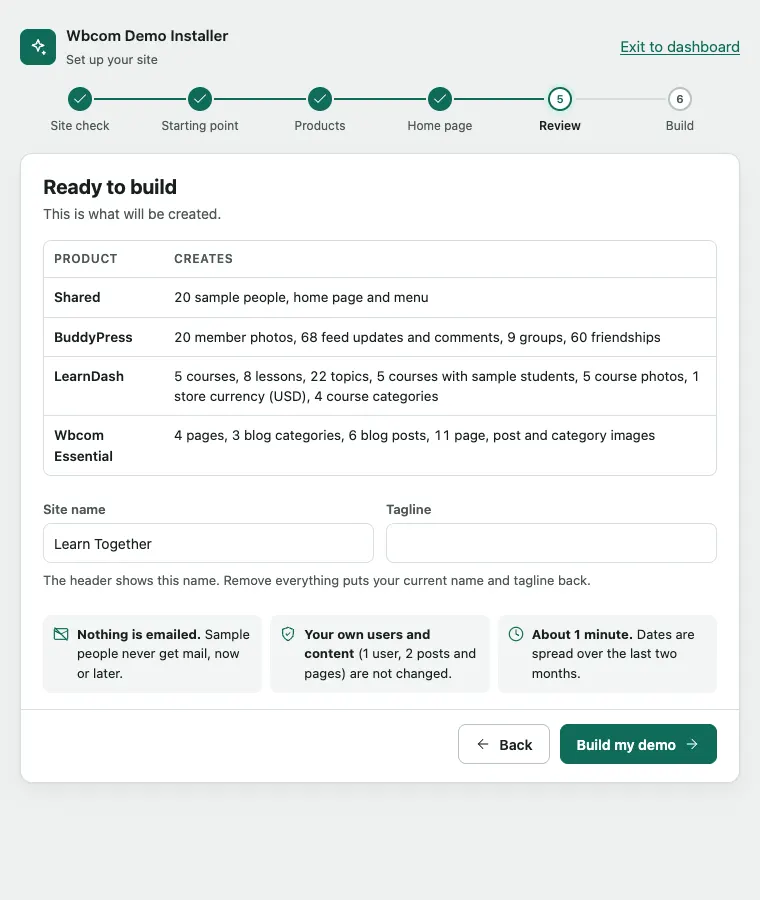 Wbcom Demo Installer
Set up your site
Exit to dashboard
5
6
Site check
Starting point
Products
Home page
Review
Build
Ready to build
This is what will be created.
PRODUCT CREATES
Shared 20 sample people, home page and menu
BuddyPress 20 member photos, 68 feed updates and comments, 9 groups, 60 friendships
LearnDash 5 courses, 8 lessons, 22 topics, 5 courses with sample students, 5 course photos, 1
store currency (USD), 4 course categories
Wbcom 4 pages, 3 blog categories, 6 blog posts, 11 page, post and category images
Essential
Site name
Tagline
Learn Together
The header shows this name. Remove everything puts your current name and tagline back.
Nothing is emailed. Sample
people never get mail, now
or later.
Your own users and
content (1 user, 2 posts and
pages) are not changed.
About 1 minute. Dates are
spread over the last two
months.
Back
Build my demo